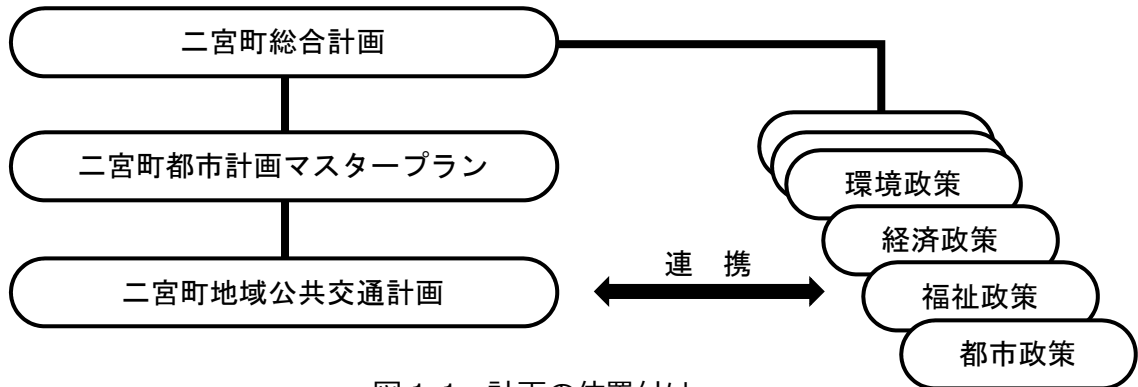 二宮町総合計画
二宮町都市計画マスタープラン
二宮町地域公共交通計画
連 携
環境政策
経済政策
福祉政策
都市政策